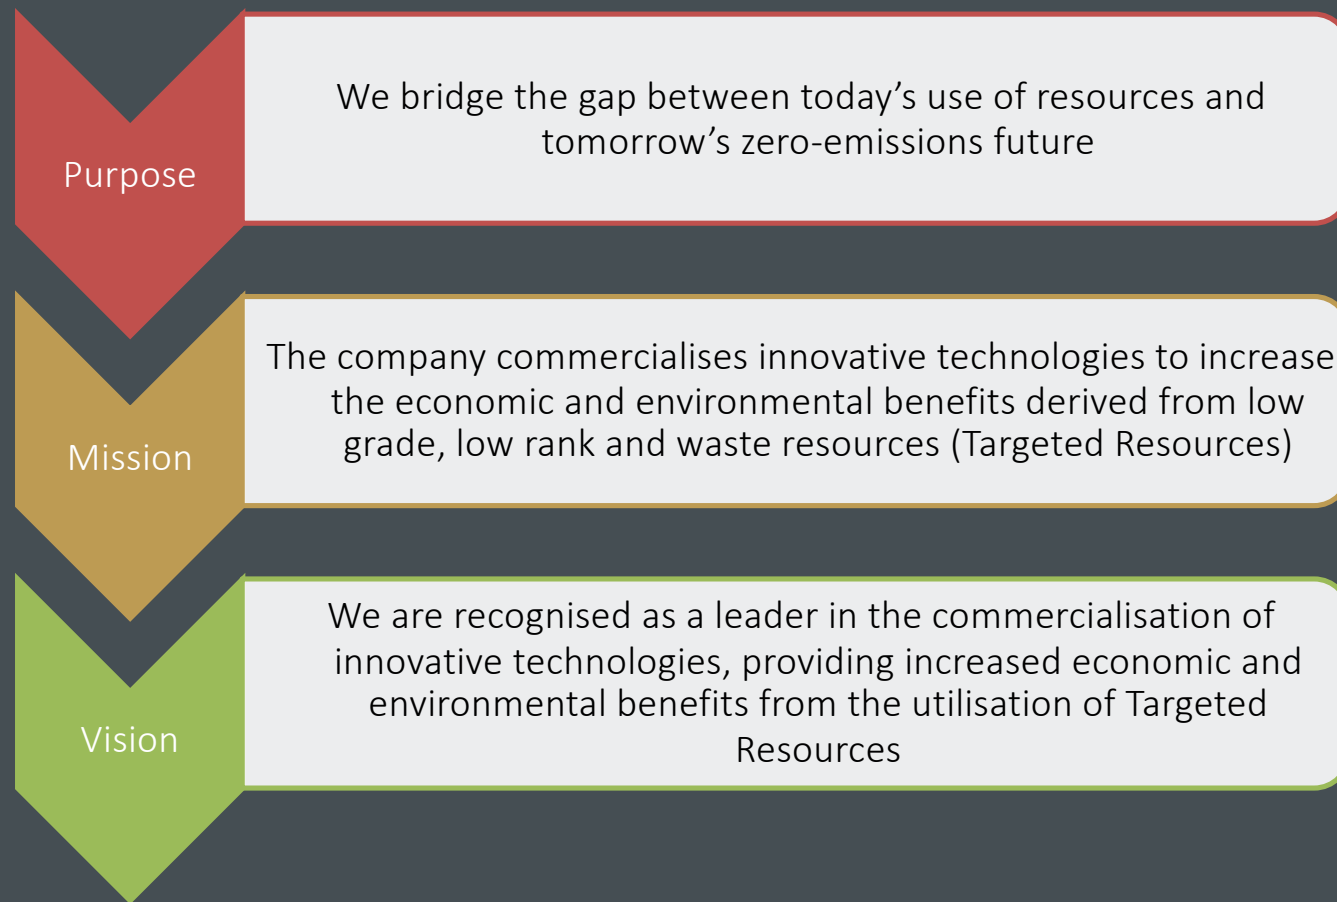 Purpose
We bridge the gap between today’s use of resources and
tomorrow’s zero-emissions future
Mission
The company commercialises innovative technologies to increase
the economic and environmental benefits derived from low
grade, low rank and waste resources (Targeted Resources)
Vision
We are recognised as a leader in the commercialisation of
innovative technologies, providing increased economic and
environmental benefits from the utilisation of Targeted
Resources